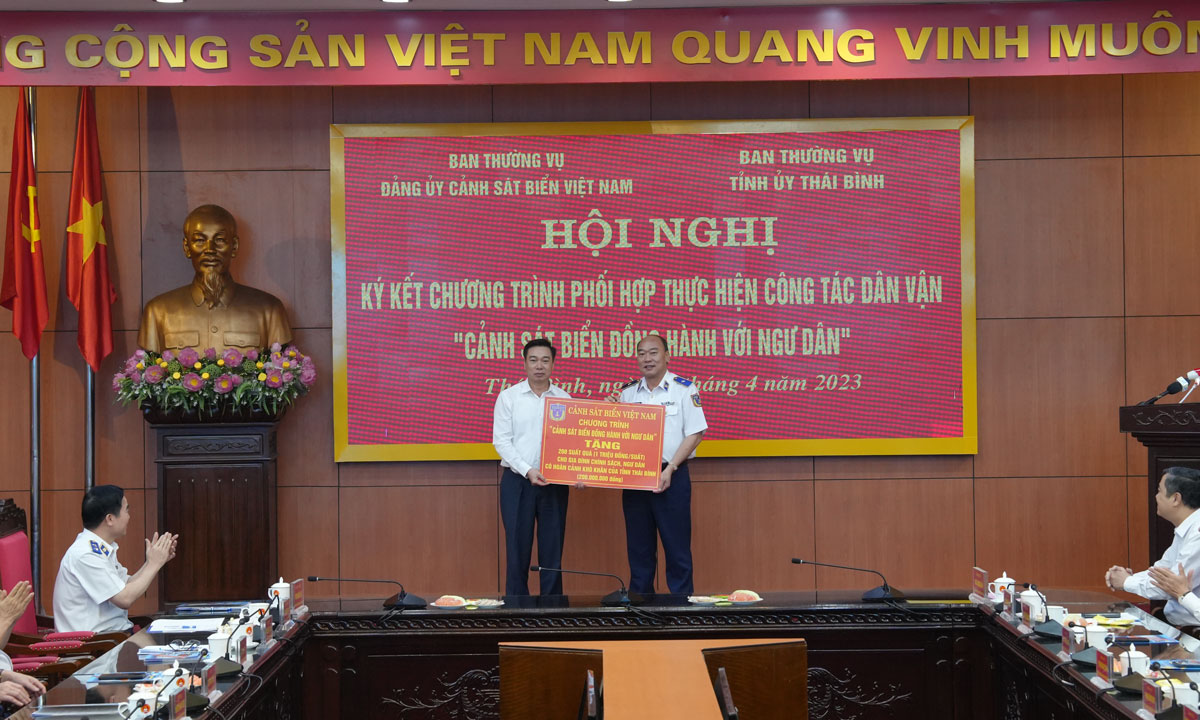 CỘNG SẢN VIỆT NAM QUANG VINH MUÔN
BAN THƯỜNG VỤ
ĐẢNG ỦY CẢNH SÁT BIỂN VIỆT NAM
BAN THƯỜNG VỤ
TỈNH ỦY THÁI BÌNH
HỘI NGHỊ
KÝ KẾT CHƯƠNG TRÌNH PHỐI HỢP THỰC HIỆN CÔNG TÁC DÂN VẬN
"CẢNH SÁT BIỂN ĐỒNG HÀNH VỚI NGƯ DÂN"
tháng 4 năm 2023
CẢNH SÁT BIỂN VIỆT NAM
CHƯƠNG TRÌNH
"CẢNH SÁT BIỂN ĐỒNG HÀNH VỚI NGƯ DÂN"
TẶNG
200 SUẤT QUÀ (1 TRIỆU ĐỒNG/SUẤT)
CHO GIA ĐÌNH CHÍNH SÁCH, NGƯ DÂN
CÓ HOÀN CẢNH KHÓ KHĂN CỦA TỈNH THÁI BÌNH
(200.000.000 Đồng)